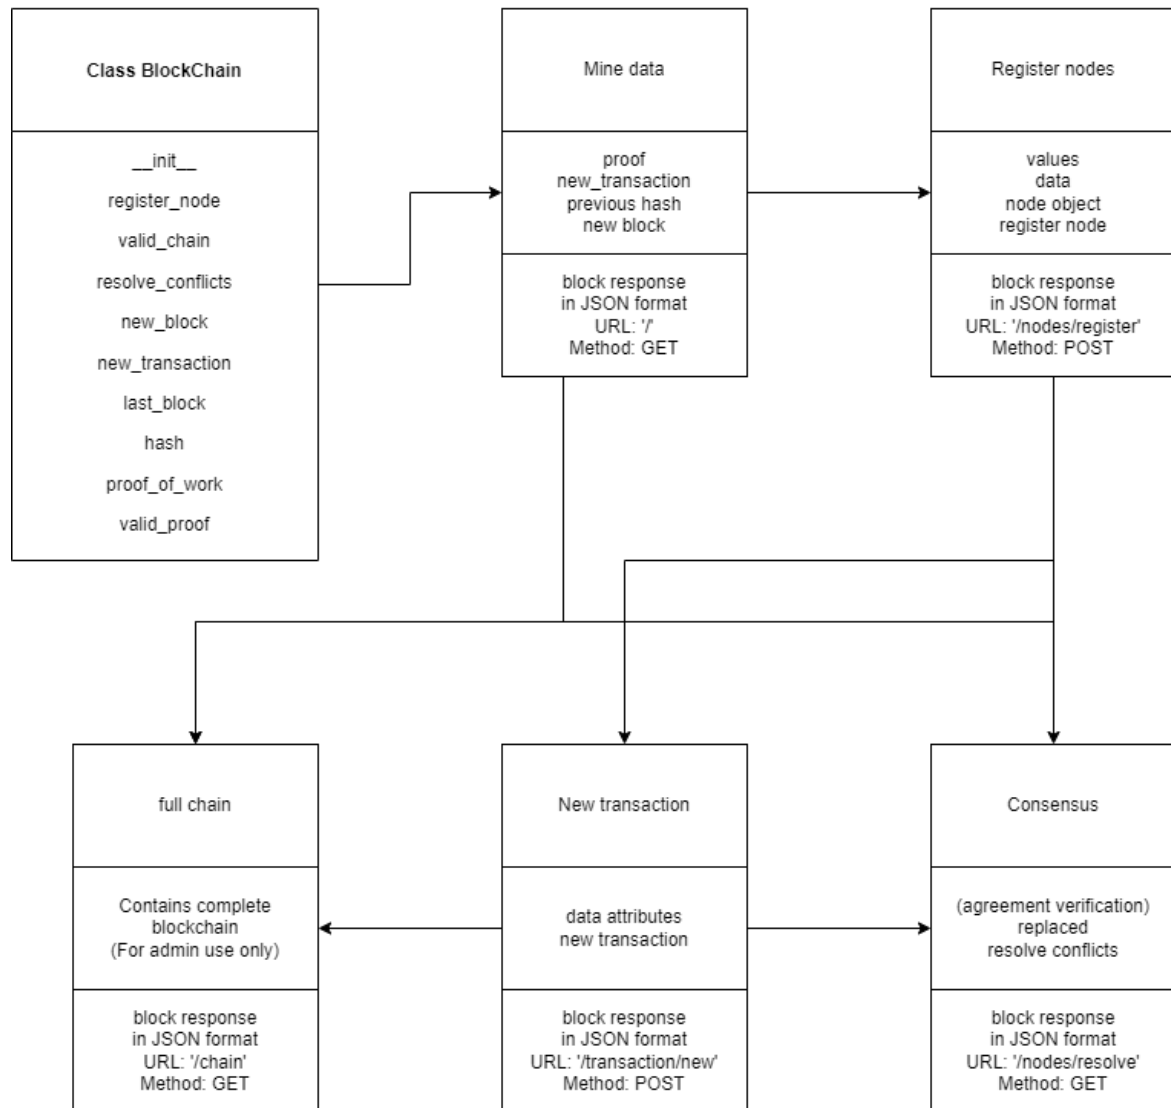 Class BlockChain
__init__
register_node
valid_chain
resolve_conflicts
new_block
new_transaction
last_block
hash
proof_of_work
valid_proof
Mine data
proof
new_transaction
previous hash
new block
block response
in JSON format
URL: '/'
Method: GET
Register nodes
values
data
node object
register node
block response
in JSON format
URL: '/nodes/register'
Method: POST
full chain
Contains complete
blockchain
(For admin use only)
block response
in JSON format
URL: '/chain'
Method: GET
New transaction
data attributes
new transaction
block response
in JSON format
URL: '/transaction/new'
Method: POST
Consensus
(agreement verification)
replaced
resolve conflicts
block response
in JSON format
URL: '/nodes/resolve'
Method: GET